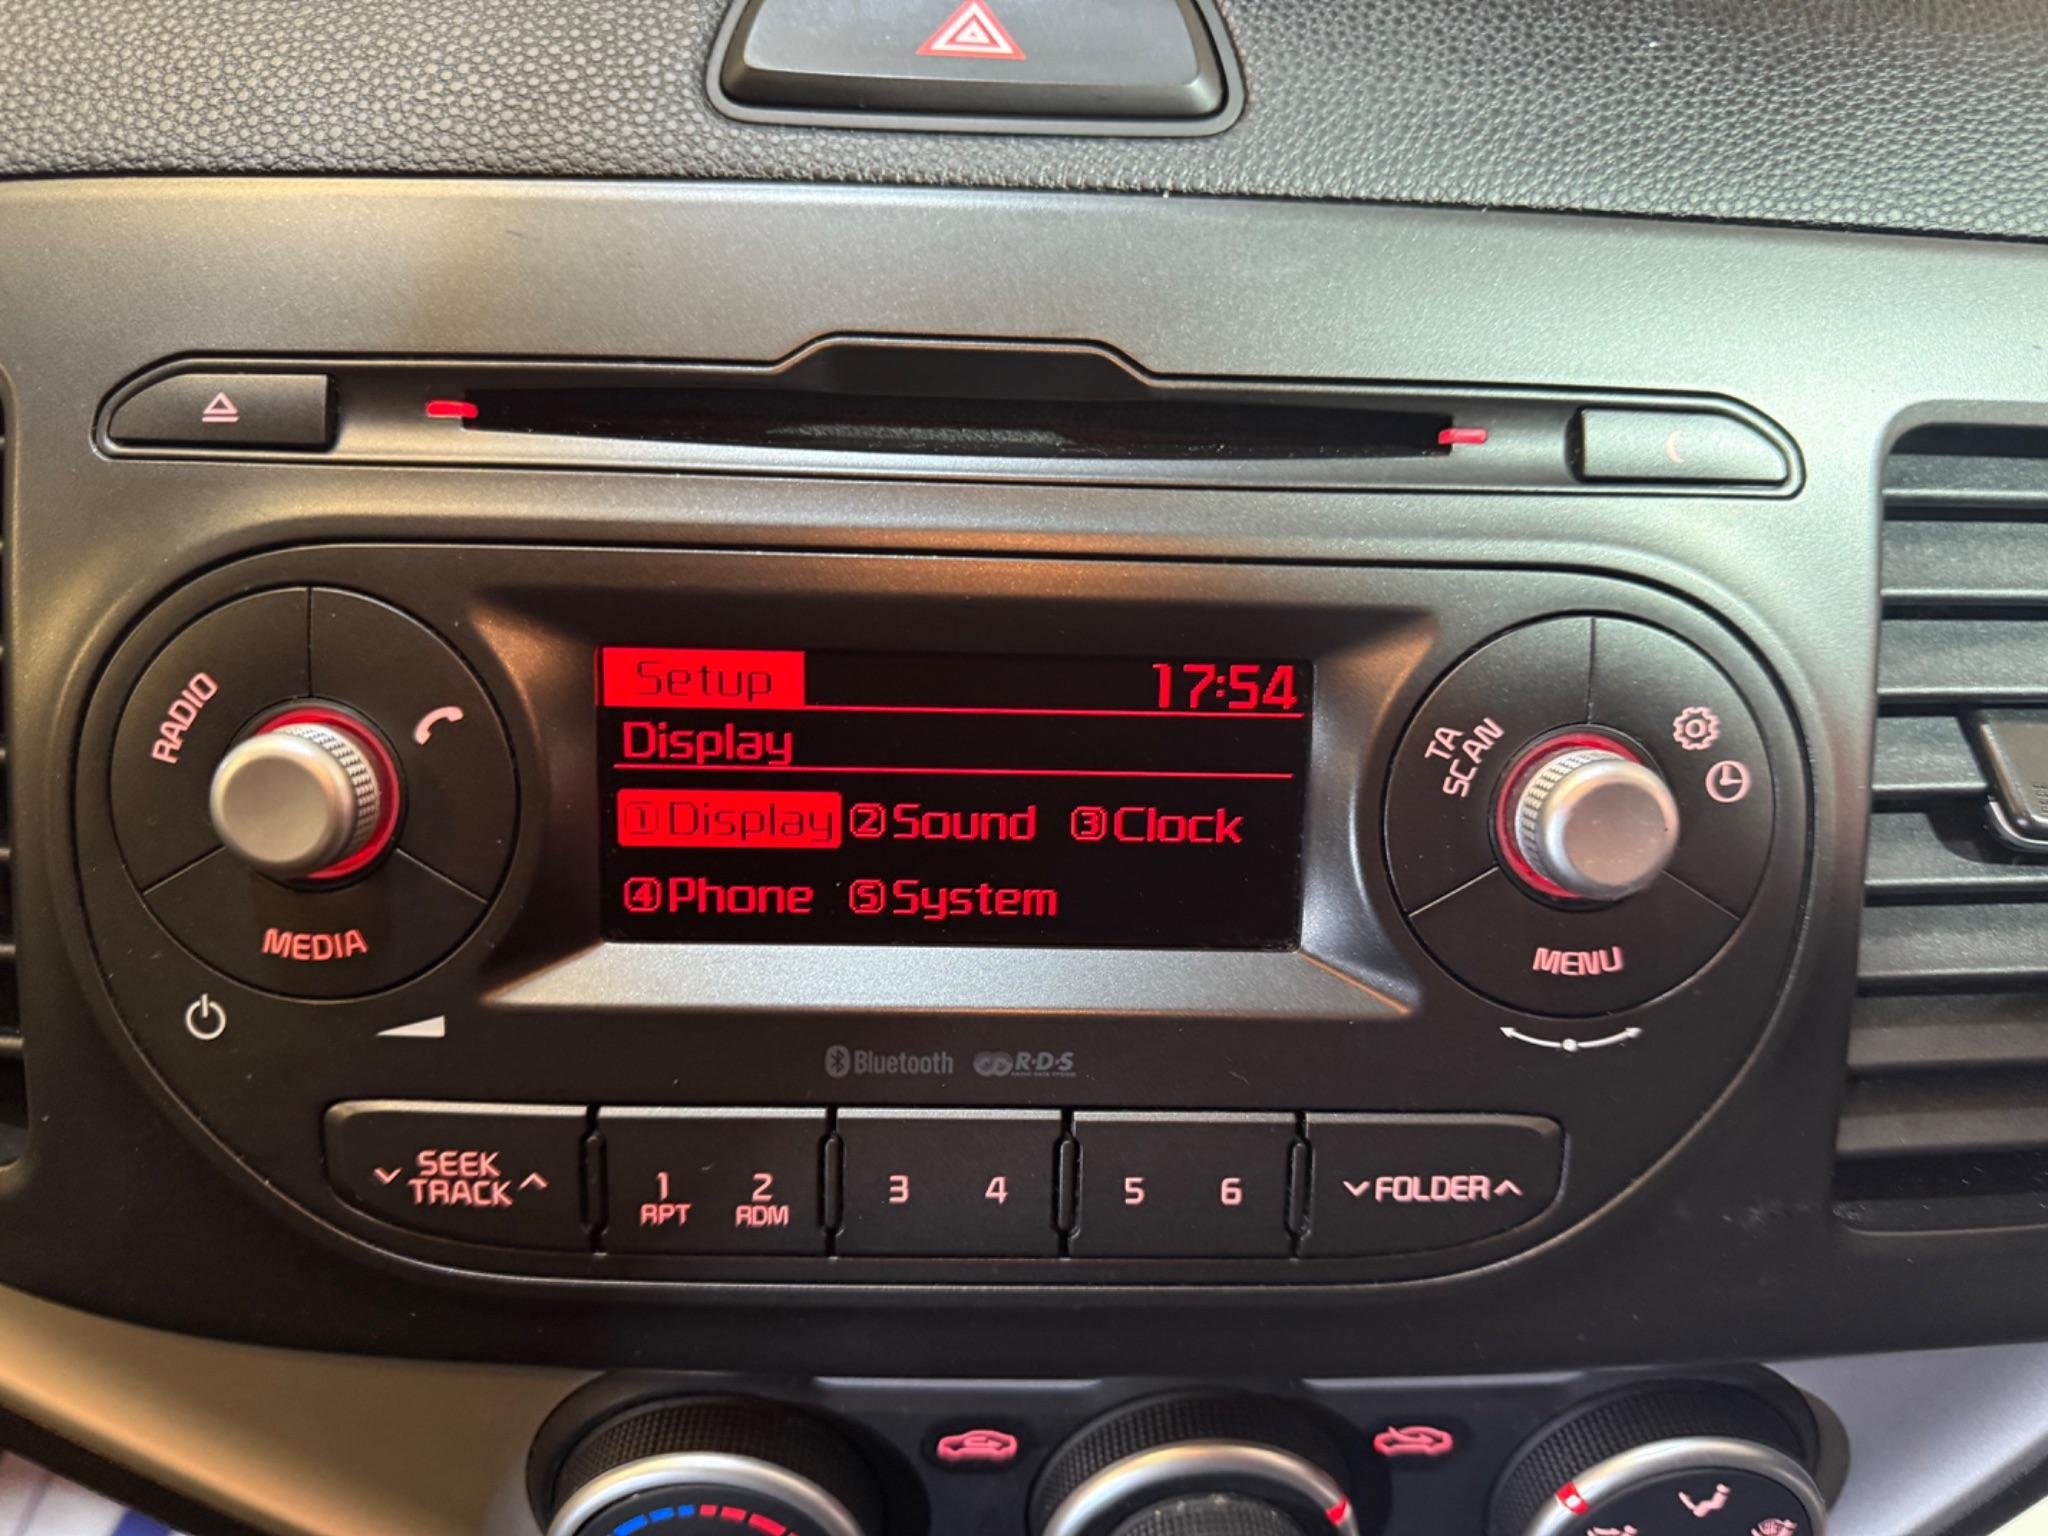 Setup 17:54
Display
①Display ②Sound ③Clock
④Phone ⑤System
RADIO
MEDIA
TA
SCAN
MENU
Bluetooth R·D·S
SEEK
TRACK
1 2 3 4 5 6
RPT RDM
FOLDER